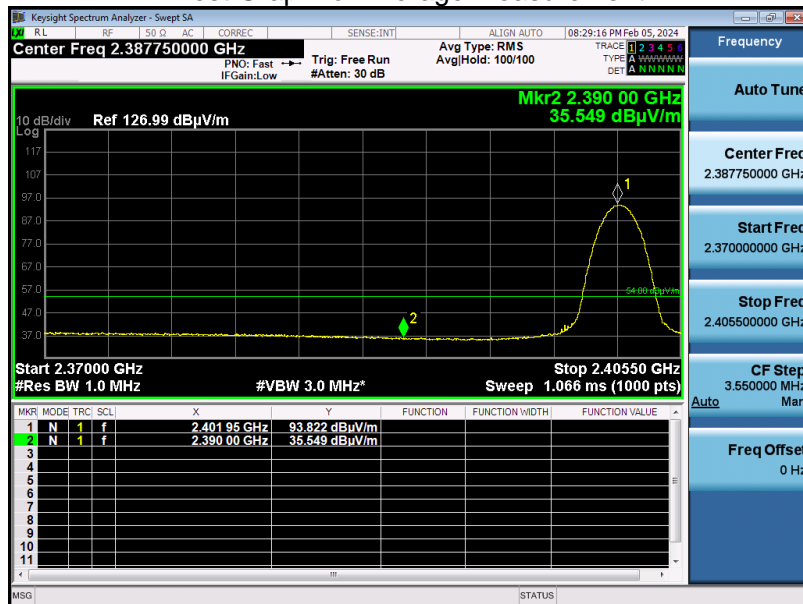 Keysight Spectrum Analyzer - Swept SA
LXI RL RF 50 Ω AC CORREC SENSE:INT ALIGN AUTO 08:29:16 PM Feb 05, 2024
Center Freq 2.387750000 GHz
PNO: Fast
IFGain:Low
Trig: Free Run
#Atten: 30 dB
Avg Type: RMS
Avg|Hold: 100/100
TRACE 1 2 3 4 5 6
TYPE A WWWWW
DET A N N N N N
Frequency
Mkr2 2.390 00 GHz
35.549 dBµV/m
10 dB/div Ref 126.99 dBµV/m
Log
117
107
97.0
87.0
77.0
67.0
57.0
47.0
37.0
1
54.00 dBµV/m
2
Start 2.37000 GHz Stop 2.40550 GHz
#Res BW 1.0 MHz #VBW 3.0 MHz* Sweep 1.066 ms (1000 pts)
MKR MODE TRC SCL X Y FUNCTION FUNCTION WIDTH FUNCTION VALUE
1 N 1 f 2.401 95 GHz 93.822 dBµV/m
2 N 1 f 2.390 00 GHz 35.549 dBµV/m
3
4
5
6
7
8
9
10
11
MSG STATUS
Auto Tune
Center Freq
2.387750000 GHz
Start Freq
2.370000000 GHz
Stop Freq
2.405500000 GHz
CF Step
3.550000 MHz
Auto Man
Freq Offset
0 Hz